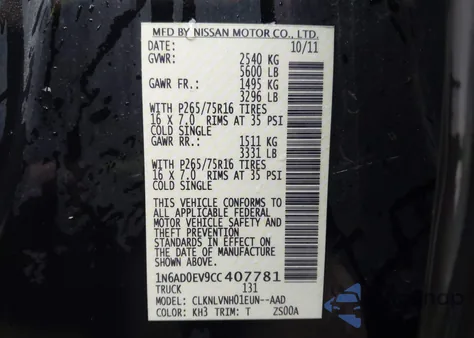 MFD BY NISSAN MOTOR CO., LTD.
DATE: 10/11
GVWR: 2540 KG
5600 LB
GAWR FR.: 1495 KG
3296 LB
WITH P265/75R16 TIRES
16 X 7.0 RIMS AT 35 PSI
COLD SINGLE
GAWR RR.: 1511 KG
3331 LB
WITH P265/75R16 TIRES
16 X 7.0 RIMS AT 35 PSI
COLD SINGLE
THIS VEHICLE CONFORMS TO
ALL APPLICABLE FEDERAL
MOTOR VEHICLE SAFETY
AND THEFT PREVENTION
STANDARDS IN EFFECT ON
THE DATE OF MANUFACTURE
SHOWN ABOVE.
1N6AD0EV9CC407781
TRUCK 131
MODEL: CLKNLVNH01EUN--AAD
COLOR: KH3 TRIM: T ZS00A